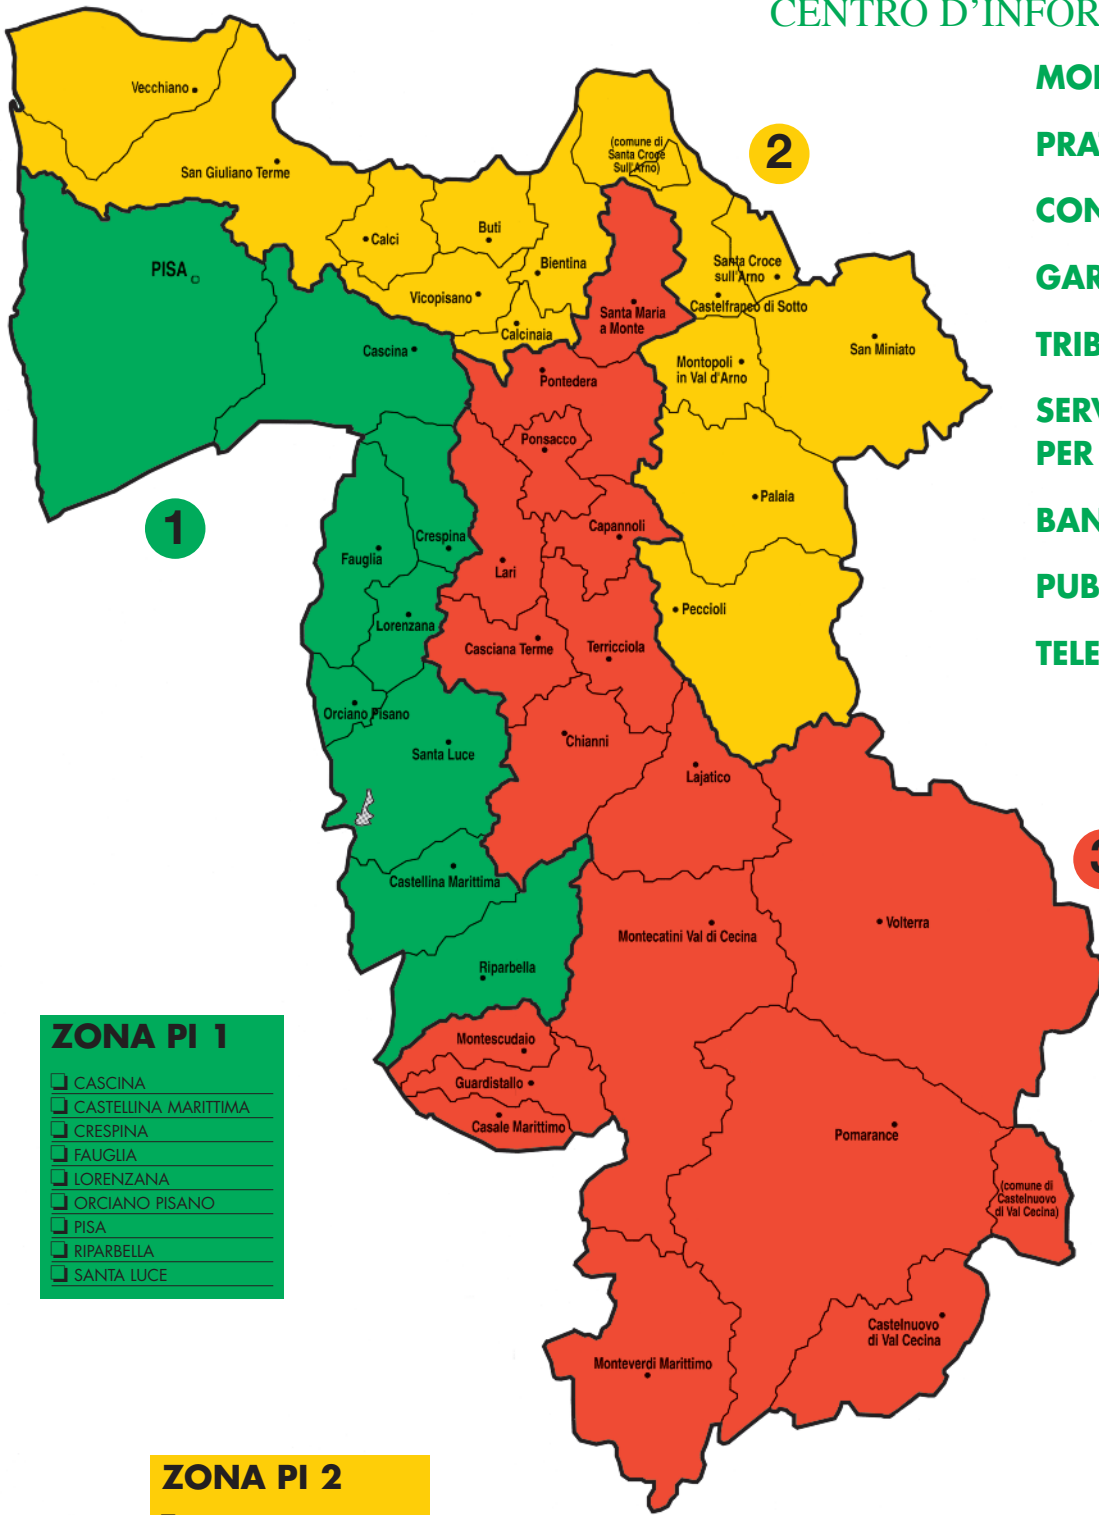 CENTRO D'INFOR
PRAT
CON
GAR
TRIB
SERV
PER
BAN
PUB
TELE
Vecchiano
San Giuliano Terme
(comune di
Santa Croce
Sull'Arno)
2
Calci
Buti
Bientina
Vicopisano
Calcinaia
PISA
Cascina
Santa Maria
a Monte
Santa Croce
sull'Arno
Castelfranco di Sotto
San Miniato
Montopoli
in Val d'Arno
Pontedera
Ponsacco
Palaia
1
Crespina
Capannoli
Fauglia
Lari
Peccioli
Lorenzana
Casciana Terme
Terricciola
Orciano Pisano
Santa Luce
Chianni
Lajatico
3
Castellina Marittima
Montecatini Val di Cecina
Volterra
Riparbella
Montescudaio
Guardistallo
Casale Marittimo
Pomarance
(comune di
Castelnuovo
di Val Cecina)
Castelnuovo
di Val Cecina
Monteverdi Marittimo
ZONA PI 1
CASCINA
CASTELLINA MARITTIMA
CRESPINA
FAUGLIA
LORENZANA
ORCIANO PISANO
PISA
RIPARBELLA
SANTA LUCE
ZONA PI 2